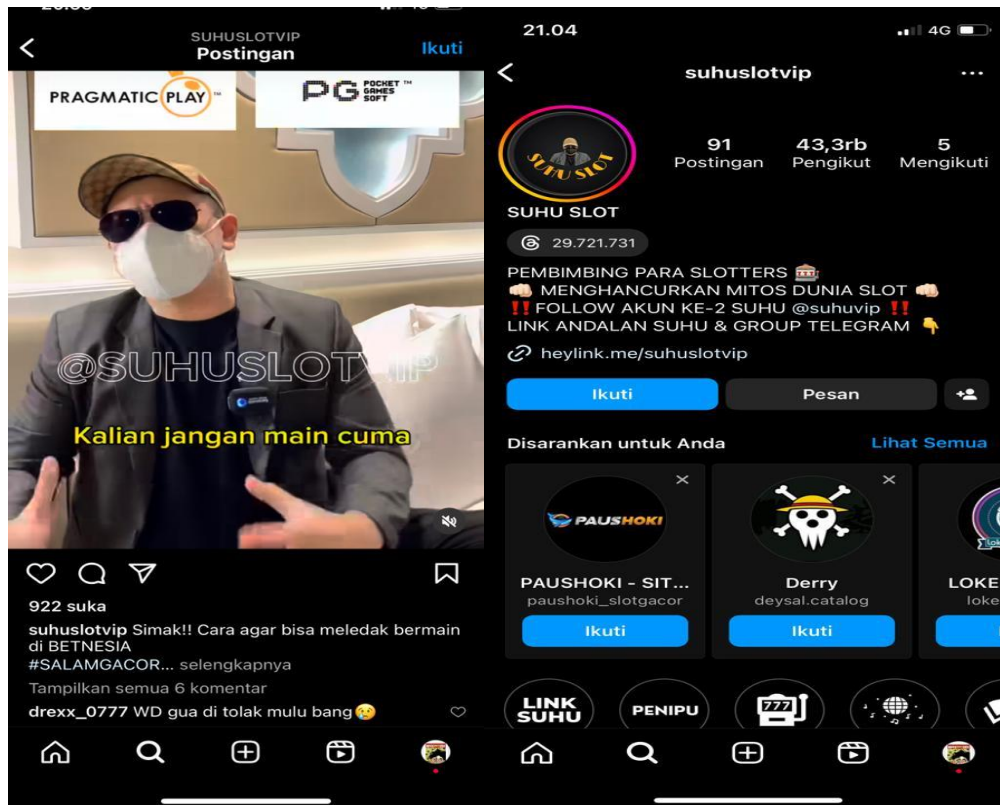 SUHUSLOTVIP
Postingan
Ikuti
PRAGMATIC PLAY™
PG POCKET GAMES SOFT™
@SUHUSLOTVIP
Kalian jangan main cuma
922 suka
suhuslotvip Simak!! Cara agar bisa meledak bermain
di BETNESIA
#SALAMGACOR... selengkapnya
Tampilkan semua 6 komentar
drexx_0777 WD gua di tolak mulu bang😢
21.04
4G
suhuslotvip
SUHU SLOT
91
Postingan
43,3rb
Pengikut
5
Mengikuti
SUHU SLOT
29.721.731
PEMBIMBING PARA SLOTTERS 🎰
👊🏻 MENGHANCURKAN MITOS DUNIA SLOT 👊🏻
‼️FOLLOW AKUN KE-2 SUHU @suhuvip ‼️
LINK ANDALAN SUHU & GROUP TELEGRAM 👇
heylink.me/suhuslotvip
Ikuti
Pesan
Disarankan untuk Anda
Lihat Semua
PAUSHOKI
PAUSHOKI - SIT...
paushoki_slotgacor
Ikuti
Derry
deysal.catalog
Ikuti
LOKE
loke
LINK
SUHU
PENIPU
777